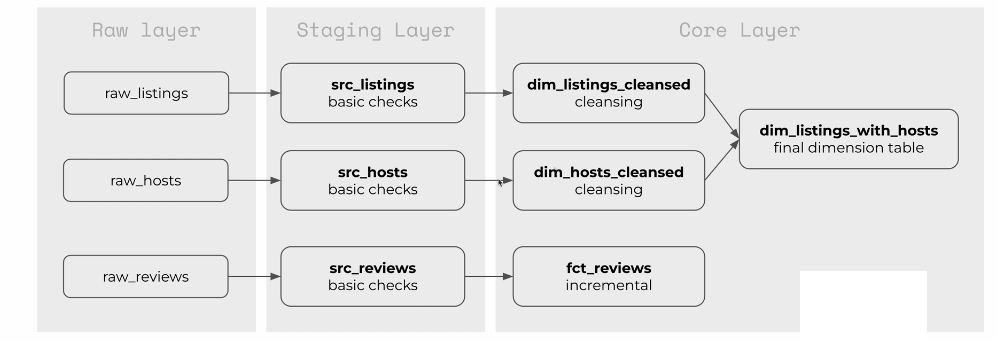 Raw layer
Staging Layer
Core Layer
raw_listings
src_listings
basic checks
dim_listings_cleansed
cleansing
dim_listings_with_hosts
final dimension table
raw_hosts
src_hosts
basic checks
dim_hosts_cleansed
cleansing
raw_reviews
src_reviews
basic checks
fct_reviews
incremental